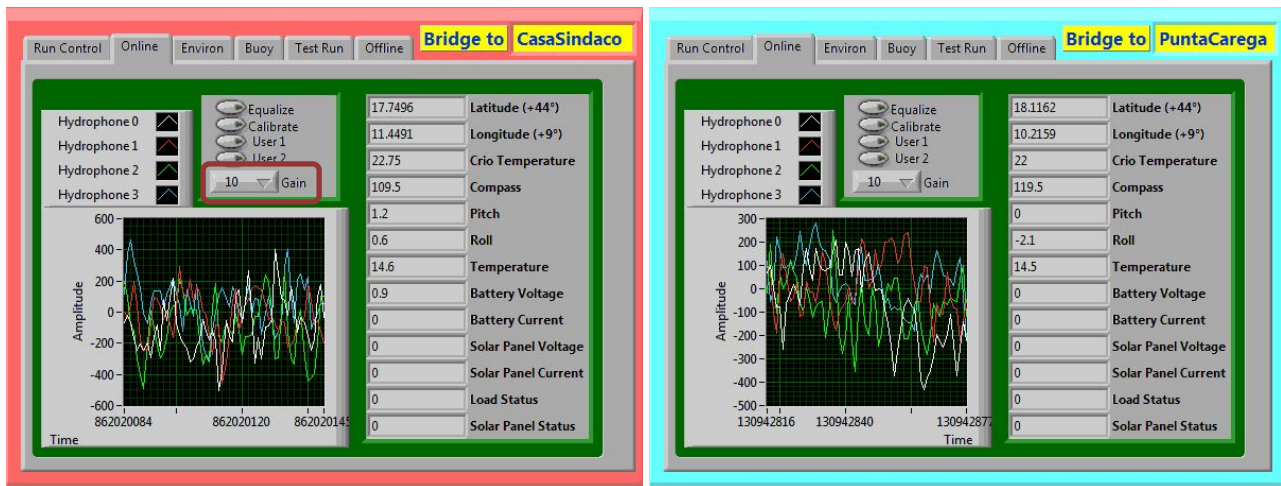 Bridge to CasaSindaco
Run Control Online Environ Buoy Test Run Offline
Hydrophone 0
Hydrophone 1
Hydrophone 2
Hydrophone 3
Equalize
Calibrate
User 1
User 2
10 Gain
17.7496 Latitude (+44°)
11.4491 Longitude (+9°)
22.75 Crio Temperature
109.5 Compass
1.2 Pitch
0.6 Roll
14.6 Temperature
0.9 Battery Voltage
0 Battery Current
0 Solar Panel Voltage
0 Solar Panel Current
0 Load Status
0 Solar Panel Status
Amplitude
600
400
200
0
-200
-400
-600
862020084 862020120 862020145
Time
Bridge to PuntaCarega
Run Control Online Environ Buoy Test Run Offline
Hydrophone 0
Hydrophone 1
Hydrophone 2
Hydrophone 3
Equalize
Calibrate
User 1
User 2
10 Gain
18.1162 Latitude (+44°)
10.2159 Longitude (+9°)
22 Crio Temperature
119.5 Compass
0 Pitch
-2.1 Roll
14.5 Temperature
0 Battery Voltage
0 Battery Current
0 Solar Panel Voltage
0 Solar Panel Current
0 Load Status
0 Solar Panel Status
Amplitude
300
200
100
0
-100
-200
-300
-400
-500
130942816 130942840 130942877
Time